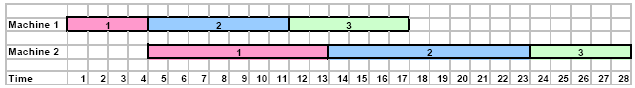 Machine 1 1 2 3
Machine 2 1 2 3
Time 1 2 3 4 5 6 7 8 9 10 11 12 13 14 15 16 17 18 19 20 21 22 23 24 25 26 27 28